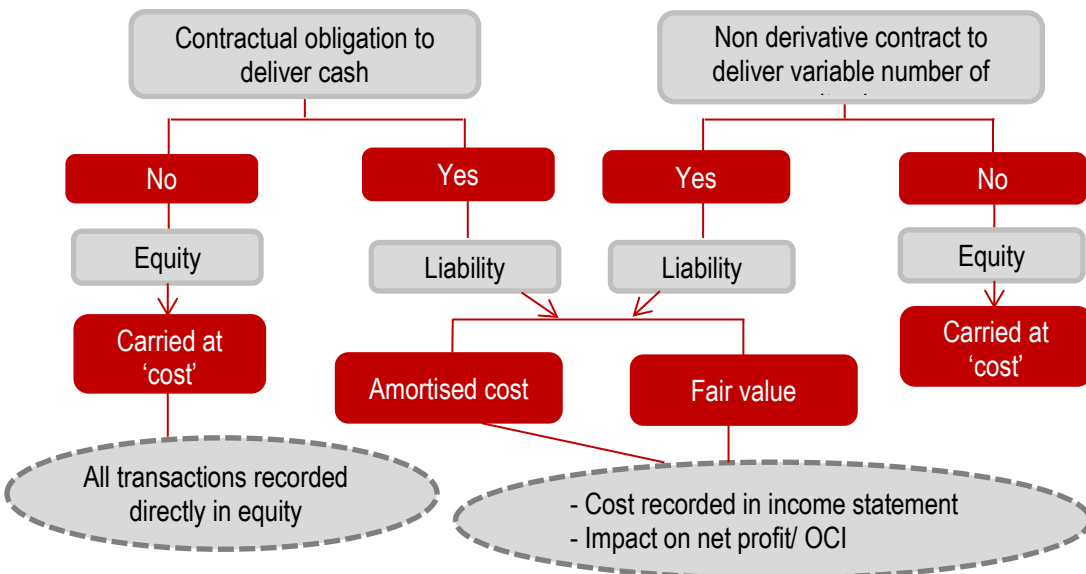 Contractual obligation to
deliver cash
Non derivative contract to
deliver variable number of
No
Yes
Yes
No
Equity
Liability
Liability
Equity
Carried at
‘cost’
Amortised cost
Fair value
Carried at
‘cost’
All transactions recorded
directly in equity
- Cost recorded in income statement
- Impact on net profit/ OCI